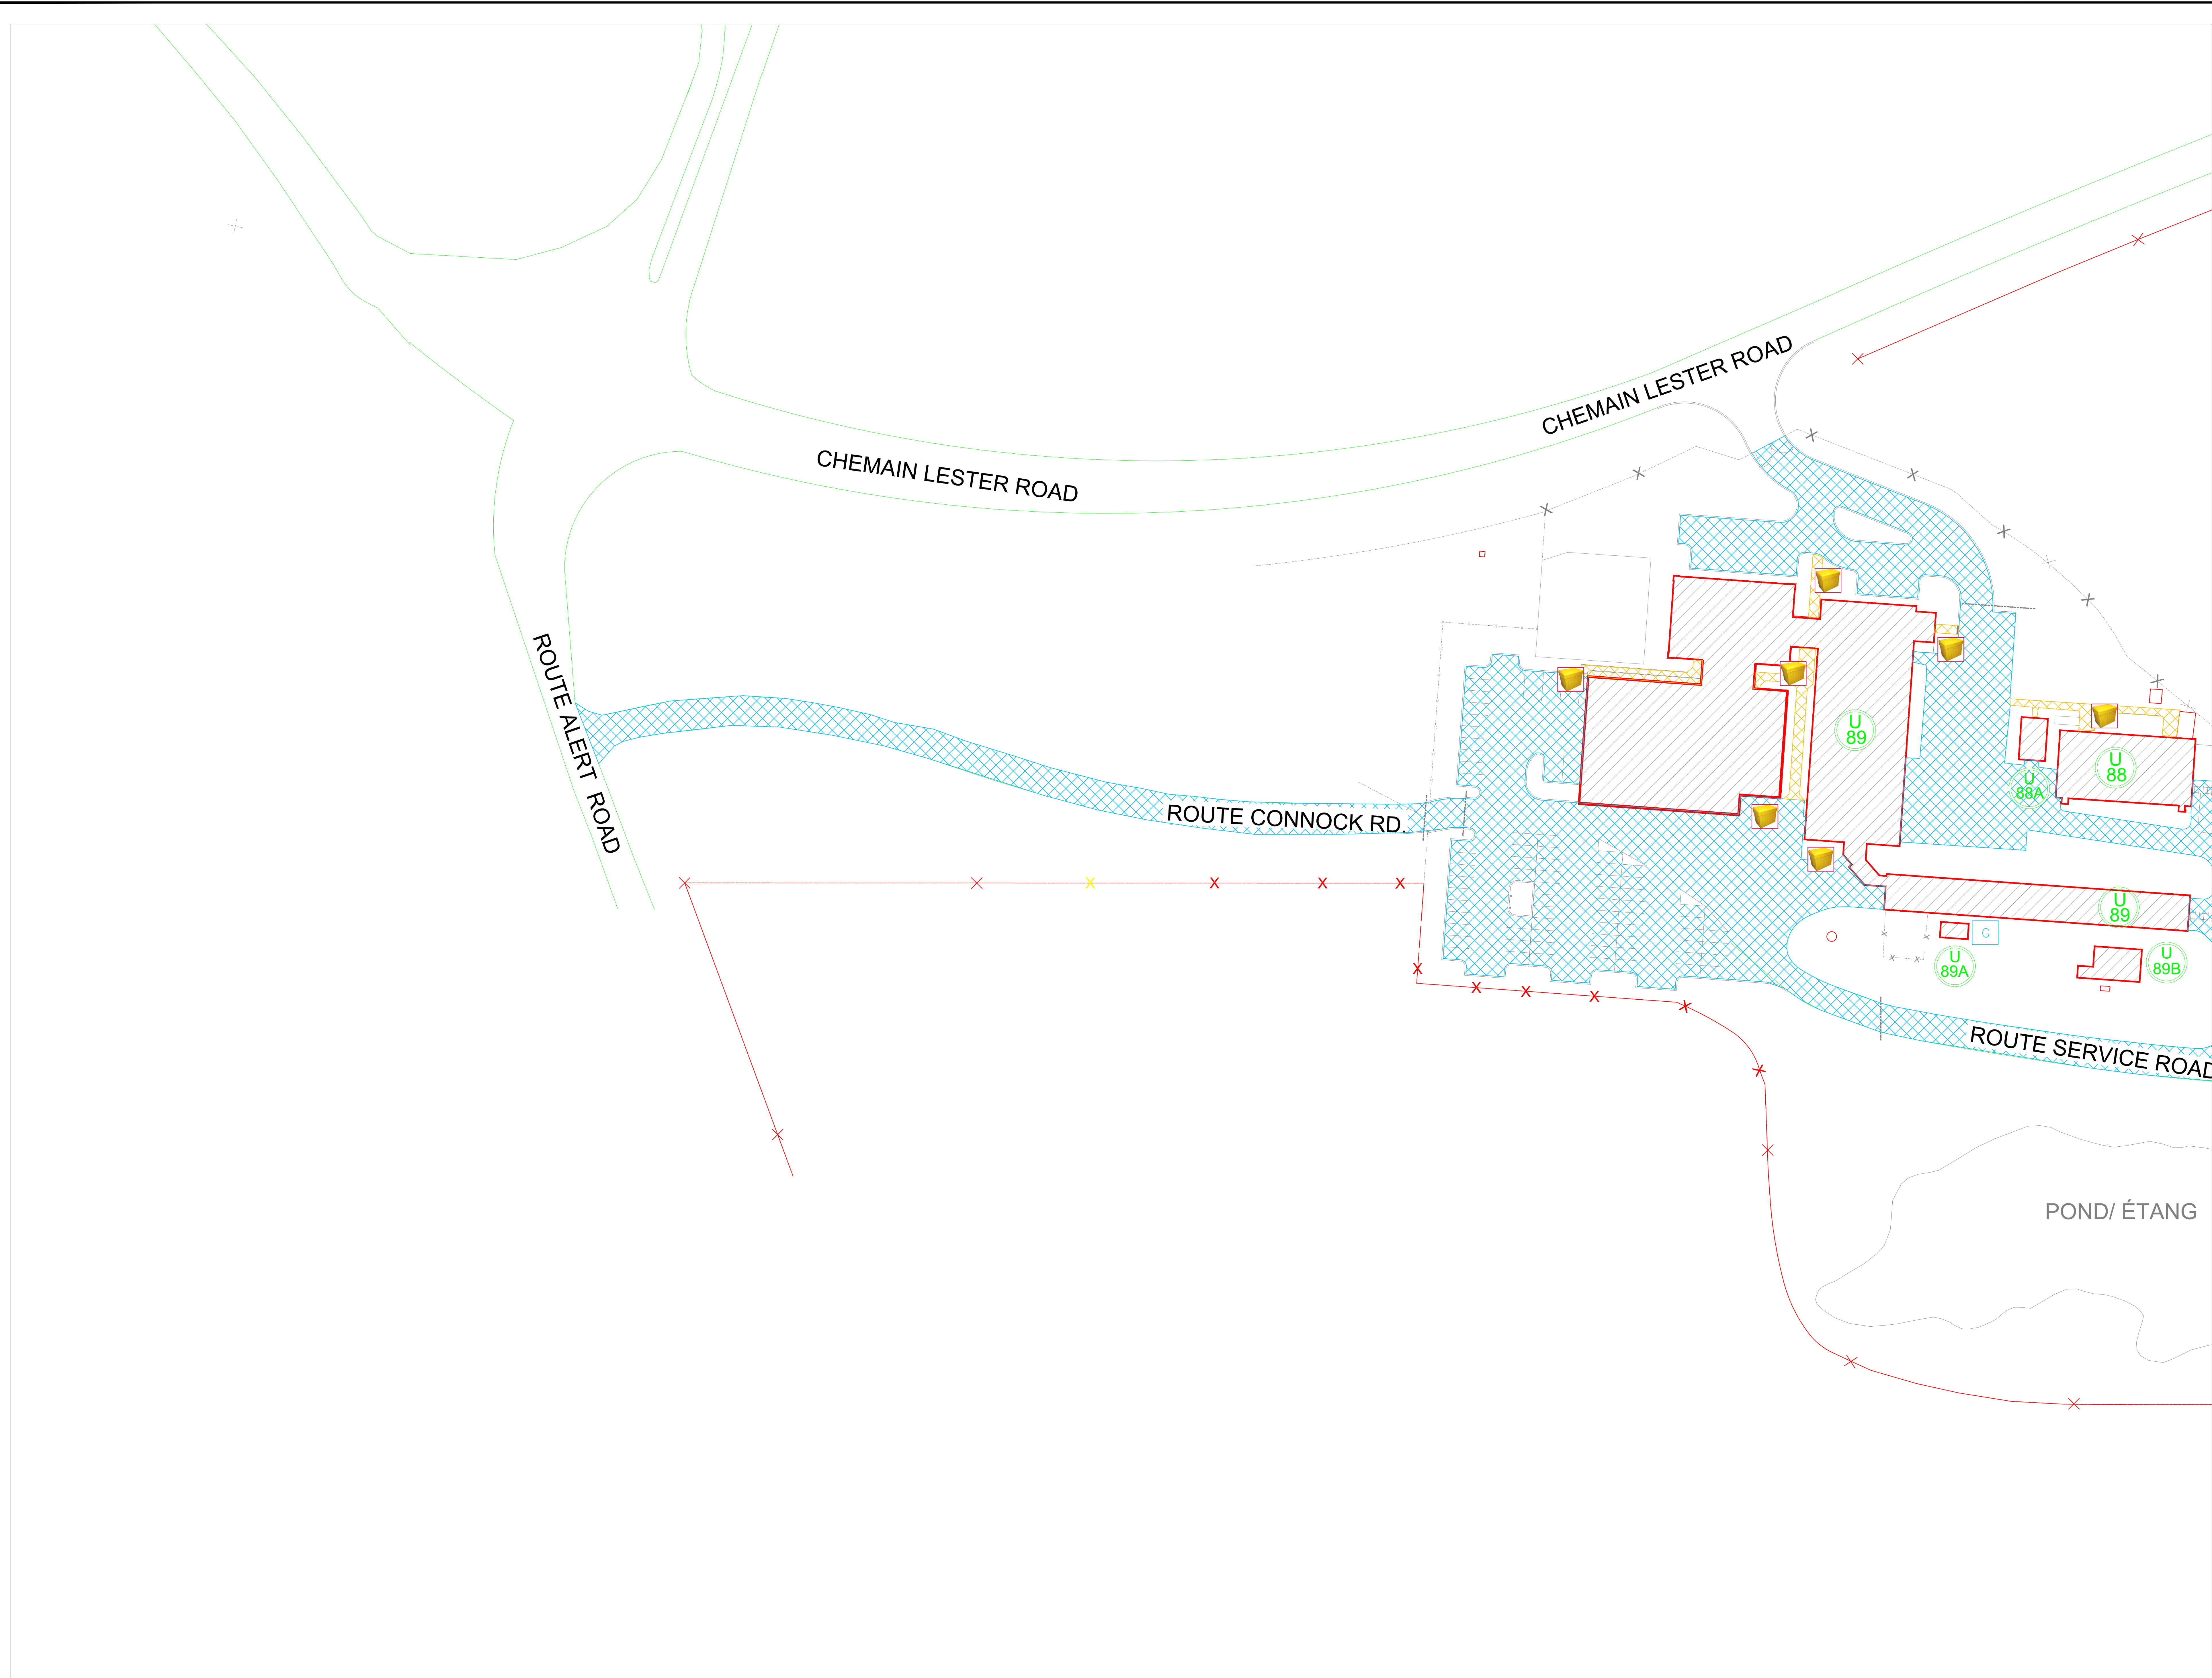 CHEMAIN LESTER ROAD
CHEMAIN LESTER ROAD
ROUTE ALERT ROAD
ROUTE CONNOCK RD.
U
89
U
88
U
88A
U
89
G
U
89A
U
89B
ROUTE SERVICE ROAD
POND/ ÉTANG